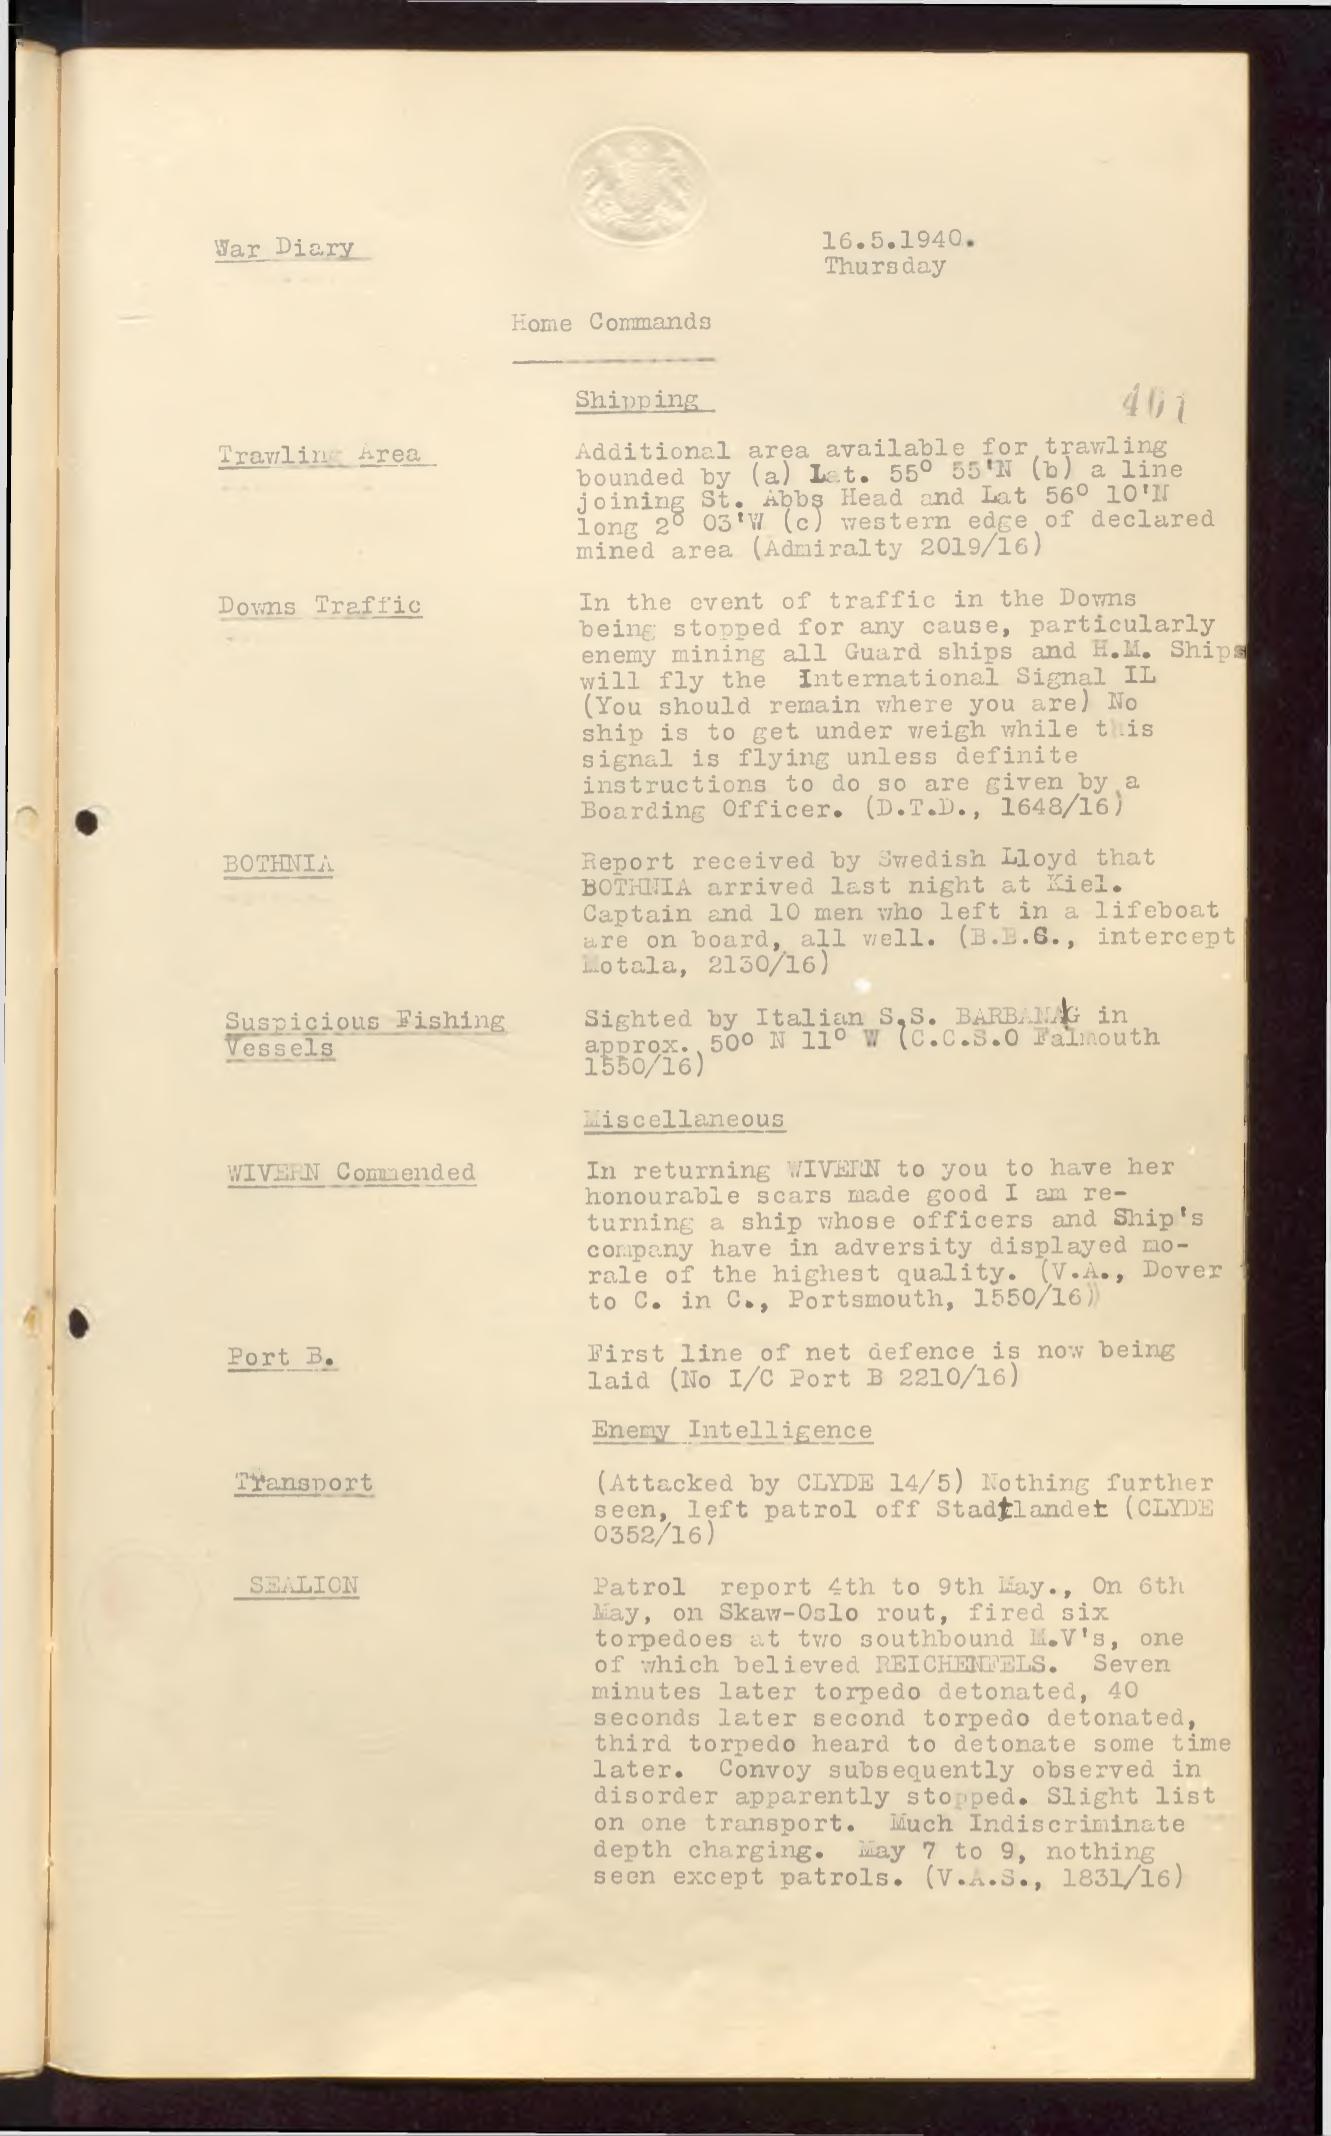 War Diary
16.5.1940.
Thursday
Home Commands
Shipping
401
Trawling Area
Additional area available for trawling
bounded by (a) Lat. 55° 55'N (b) a line
joining St. Abbs Head and Lat 56° 10'N
long 2° 03'W (c) western edge of declared
mined area (Admiralty 2019/16)
Downs Traffic
In the event of traffic in the Downs
being stopped for any cause, particularly
enemy mining all Guard ships and H.M. Ships
will fly the International Signal IL
(You should remain where you are) No
ship is to get under weigh while this
signal is flying unless definite
instructions to do so are given by a
Boarding Officer. (D.T.D., 1648/16)
BOTHNIA
Report received by Swedish Lloyd that
BOTHNIA arrived last night at Kiel.
Captain and 10 men who left in a lifeboat
are on board, all well. (B.B.6., intercept
Motala, 2130/16)
Suspicious Fishing
Vessels
Sighted by Italian S.S. in
approx. 50° N 11° W (C.C.S.O Falmouth
1550/16)
Miscellaneous
WIVERN Commended
In returning WIVERN to you to have her
honourable scars made good I am re-
turning a ship whose officers and Ship's
company have in adversity displayed mo-
rale of the highest quality. (V.A., Dover
to C. in C., Portsmouth, 1550/16)
Port B.
First line of net defence is now being
laid (No I/C Port B 2210/16)
Enemy Intelligence
Transport
(Attacked by CLYDE 14/5) Nothing further
seen, left patrol off Stadtlandet (CLYDE
0352/16)
SEALION
Patrol report 4th to 9th May., On 6th
May, on Skaw-Oslo rout, fired six
torpedoes at two southbound M.V's, one
of which believed REICHENFELS. Seven
minutes later torpedo detonated, 40
seconds later second torpedo detonated,
third torpedo heard to detonate some time
later. Convoy subsequently observed in
disorder apparently stopped. Slight list
on one transport. Much Indiscriminate
depth charging. May 7 to 9, nothing
seen except patrols. (V.A.S., 1831/16)